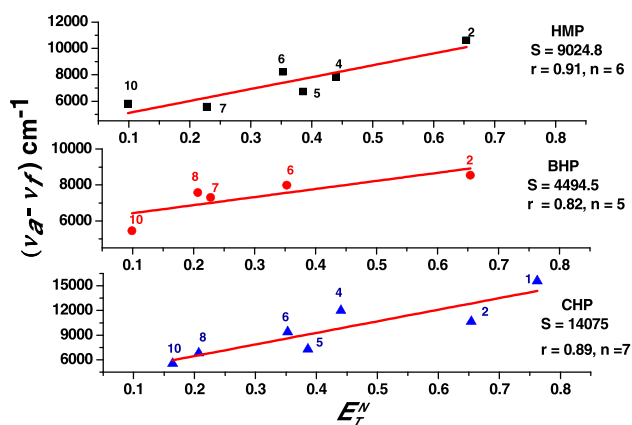 12000
10000
8000
6000
10
7
6
5
4
2
HMP
S = 9024.8
r = 0.91, n = 6
0.1 0.2 0.3 0.4 0.5 0.6 0.7 0.8
10000
8000
6000
10
8
7
6
2
BHP
S = 4494.5
r = 0.82, n = 5
0.1 0.2 0.3 0.4 0.5 0.6 0.7 0.8
15000
12000
9000
6000
10
8
6
5
4
2
1
CHP
S = 14075
r = 0.89, n =7
0.1 0.2 0.3 0.4 0.5 0.6 0.7 0.8
(νa- νf) cm-1
E_T^N